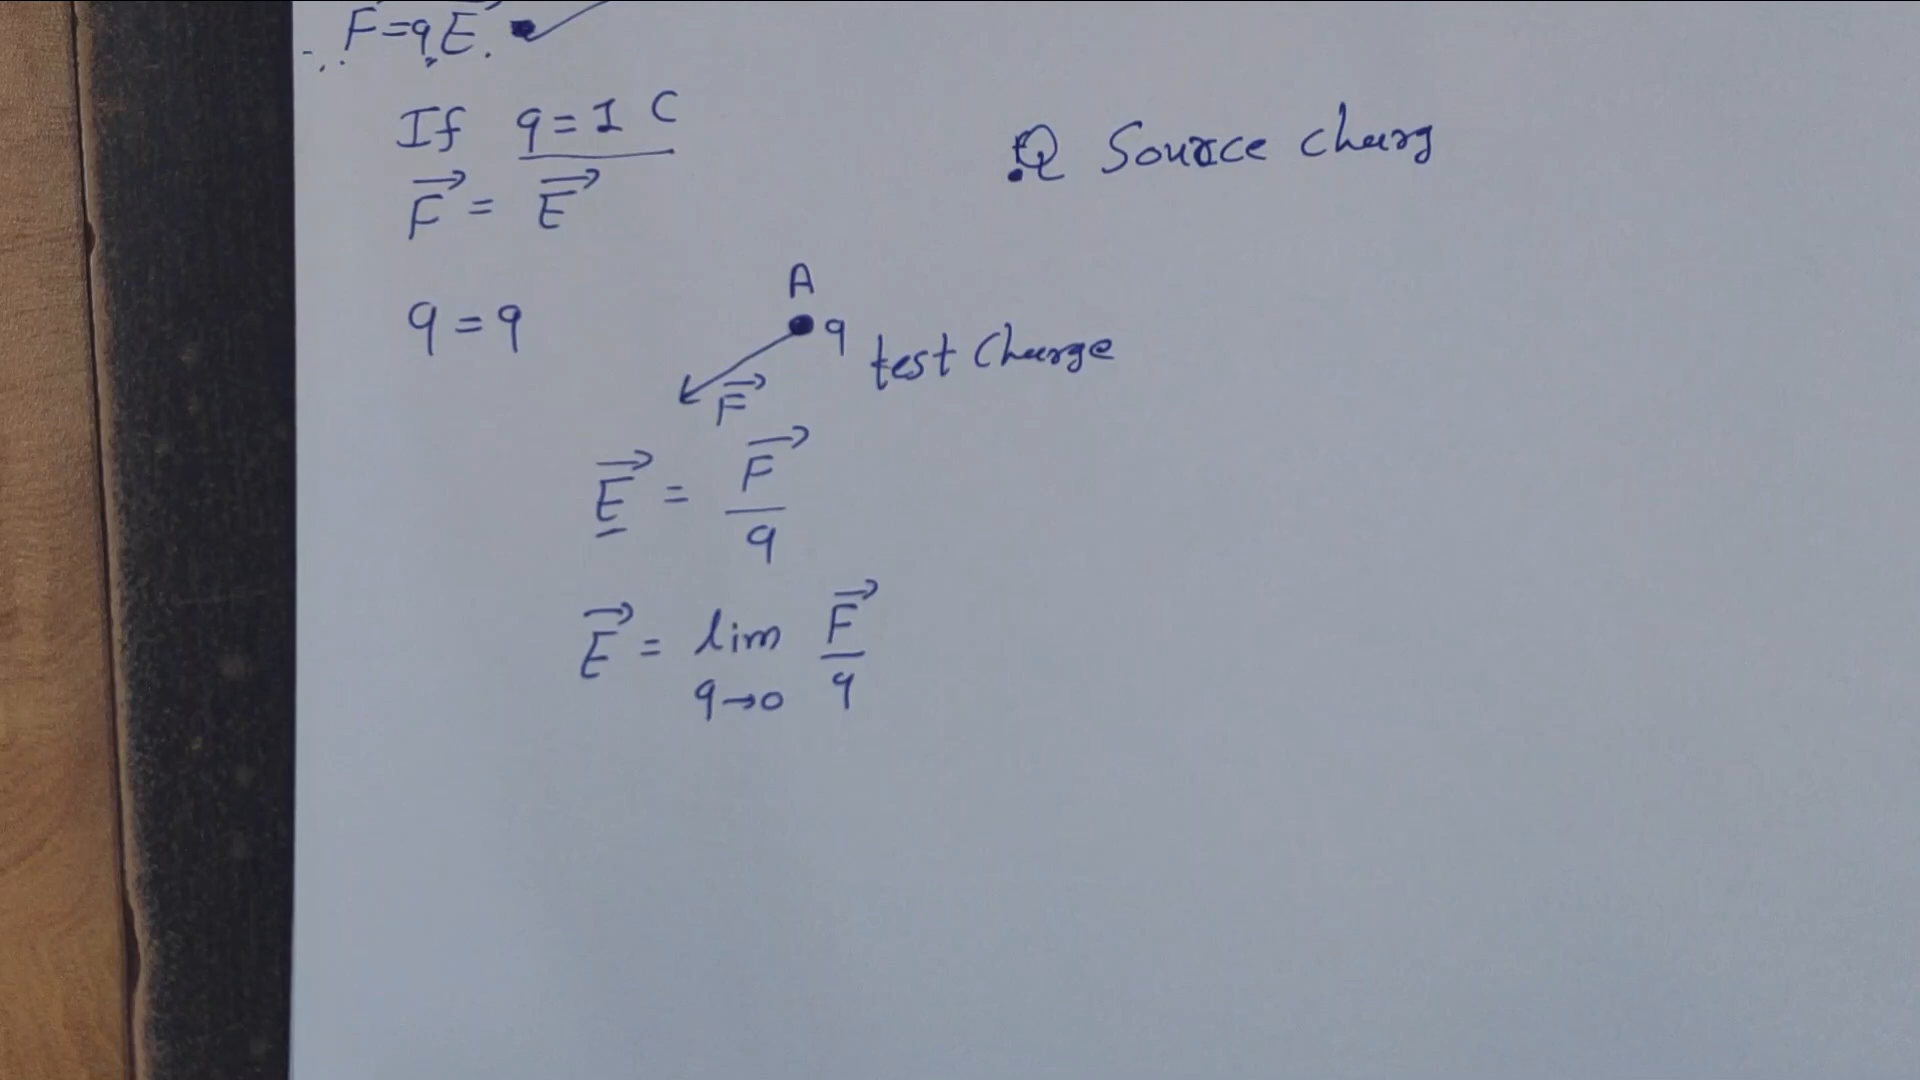 ∴ F⃗=qE⃗.
If q = 1 C
F⃗ = E⃗
.Q Source charg
q = q
A
q test Charge
F⃗
E⃗ = F⃗/q
E⃗ = lim q→0 F⃗/q